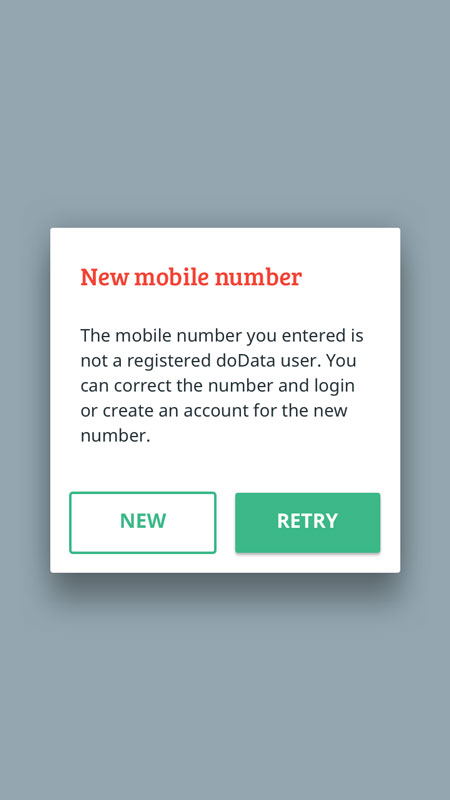 New mobile number
The mobile number you entered is
not a registered doData user. You
can correct the number and login
or create an account for the new
number.
NEW
RETRY